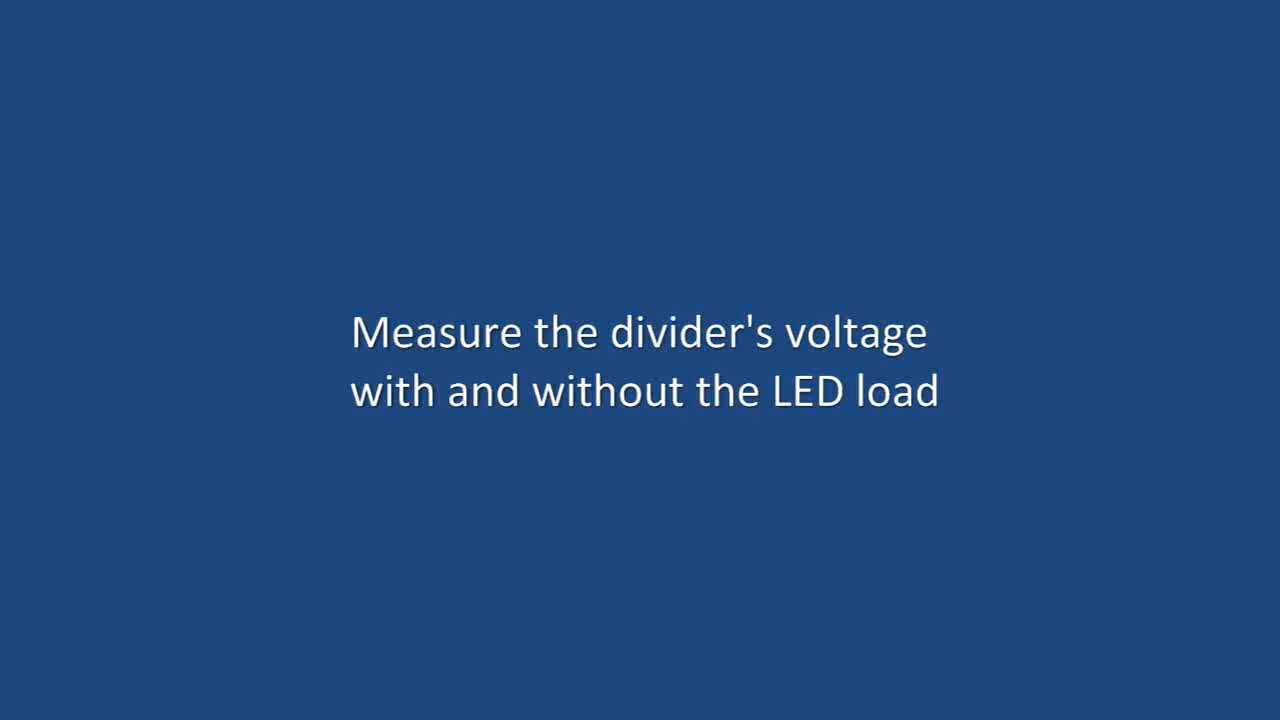 Measure the divider's voltage
with and without the LED load